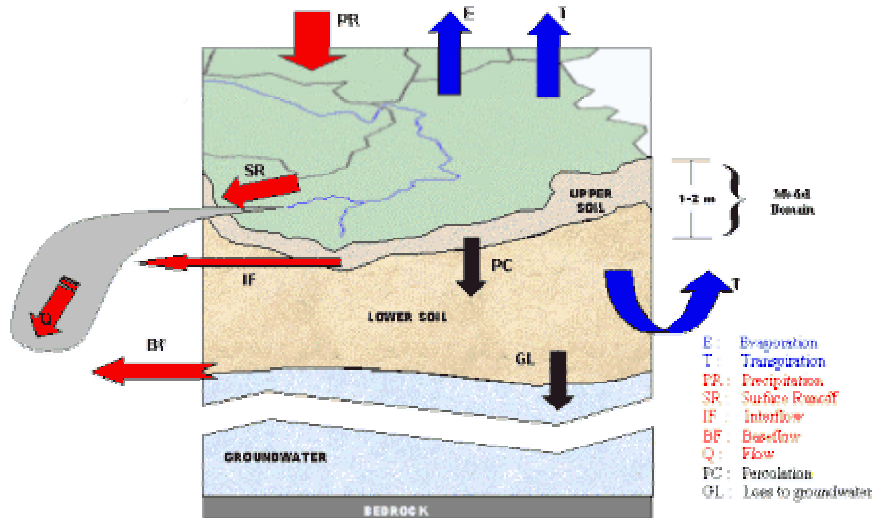 PR
E
T
SR
UPPER
SOIL
1-2 m
Model
Domain
IF
PC
T
LOWER SOIL
Q
BF
GL
E : Evaporation
T : Transpiration
PR : Precipitation
SR : Surface Runoff
IF : Interflow
BF : Baseflow
Q : Flow
PC : Percolation
GL : Loss to groundwater
GROUNDWATER
BEDROCK